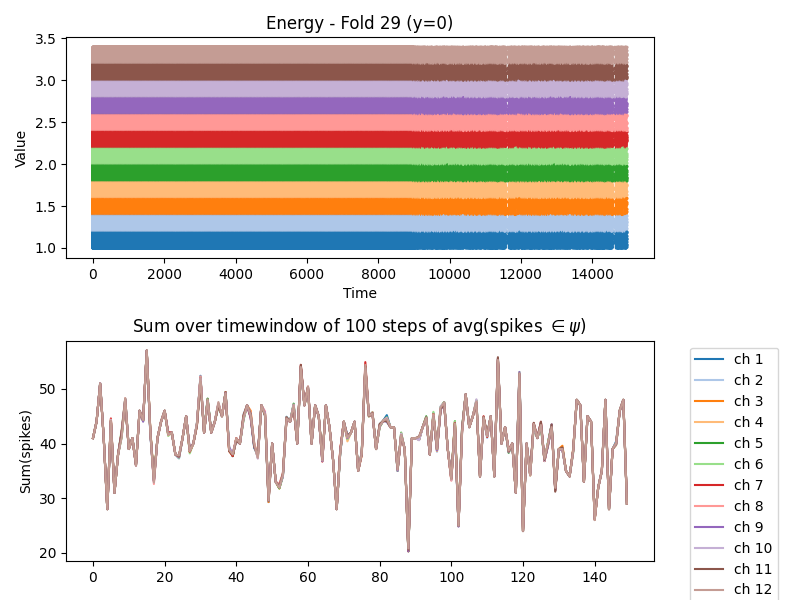 Energy - Fold 29 (y=0)
3.5
3.0
2.5
2.0
1.5
1.0
Value
0 2000 4000 6000 8000 10000 12000 14000
Time
Sum over timewindow of 100 steps of avg(spikes ∈ ψ)
50
40
30
20
Sum(spikes)
0 20 40 60 80 100 120 140
ch 1
ch 2
ch 3
ch 4
ch 5
ch 6
ch 7
ch 8
ch 9
ch 10
ch 11
ch 12